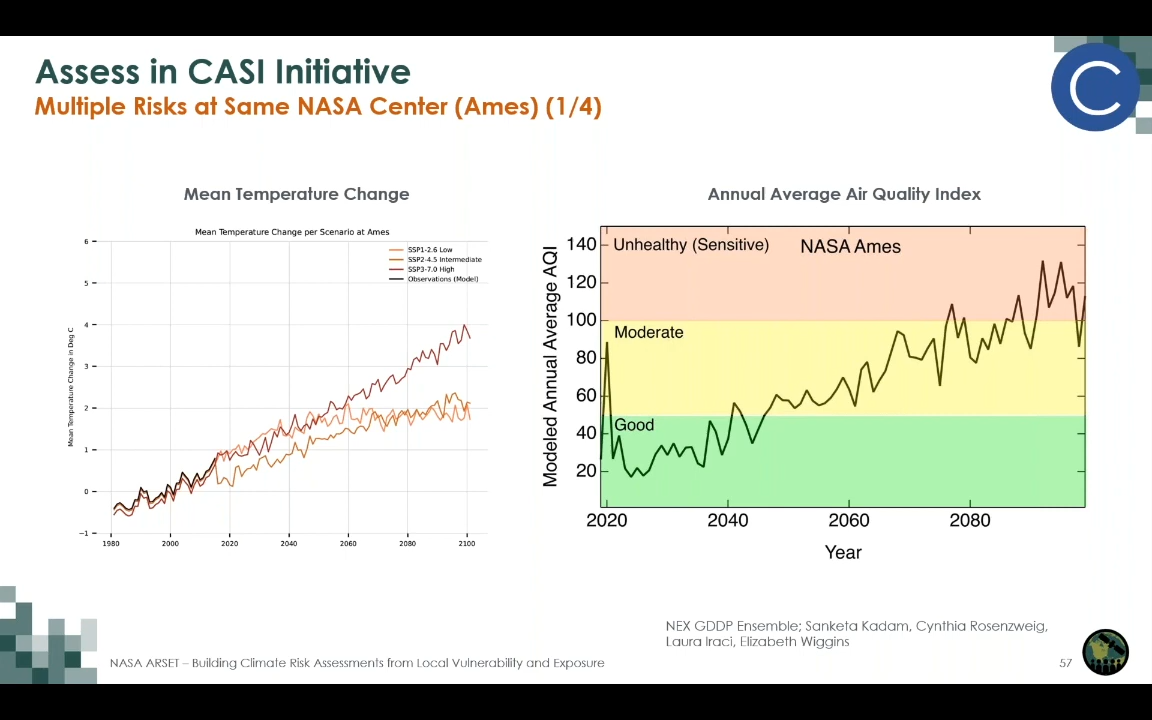 Assess in CASI Initiative
Multiple Risks at Same NASA Center (Ames) (1/4)
C
Mean Temperature Change
Mean Temperature Change per Scenario at Ames
SSP1-2.6 Low
SSP2-4.5 Intermediate
SSP3-7.0 High
Observations (Model)
Mean Temperature Change in Deg C
6
5
4
3
2
1
0
−1
1980 2000 2020 2040 2060 2080 2100
Annual Average Air Quality Index
Modeled Annual Average AQI
140
120
100
80
60
40
20
Unhealthy (Sensitive)
NASA Ames
Moderate
Good
2020 2040 2060 2080
Year
NEX GDDP Ensemble; Sanketa Kadam, Cynthia Rosenzweig,
Laura Iraci, Elizabeth Wiggins
NASA ARSET – Building Climate Risk Assessments from Local Vulnerability and Exposure
57